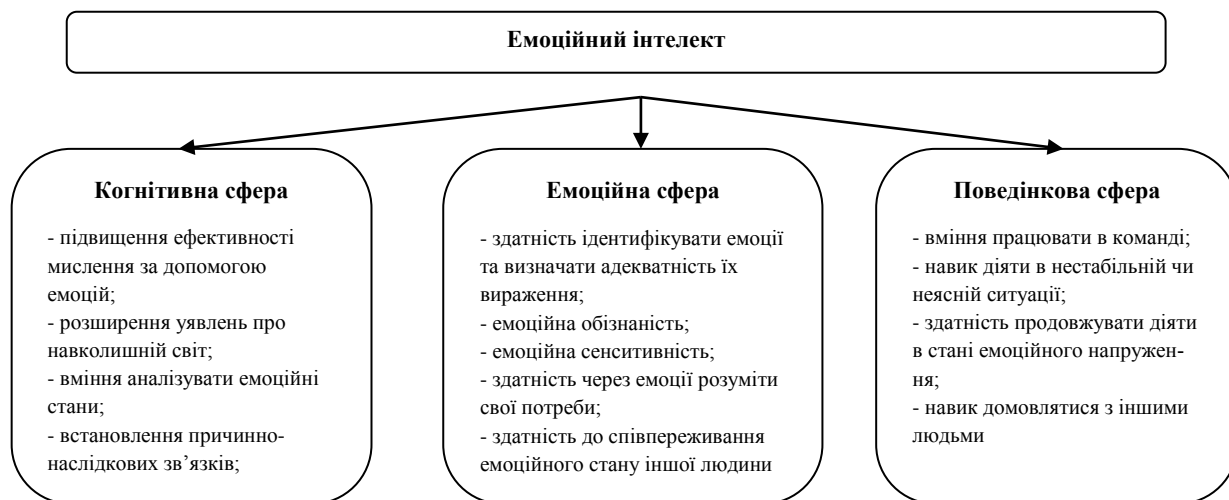 Емоційний інтелект
Когнітивна сфера
- підвищення ефективності
мислення за допомогою
емоцій;
- розширення уявлень про
навколишній світ;
- вміння аналізувати емоційні
стани;
- встановлення причинно-
наслідкових зв’язків;
Емоційна сфера
- здатність ідентифікувати емоції
та визначати адекватність їх
вираження;
- емоційна обізнаність;
- емоційна сенситивність;
- здатність через емоції розуміти
свої потреби;
- здатність до співпереживання
емоційного стану іншої людини
Поведінкова сфера
- вміння працювати в команді;
- навик діяти в нестабільній чи
неясній ситуації;
- здатність продовжувати діяти
в стані емоційного напружен-
ня;
- навик домовлятися з іншими
людьми